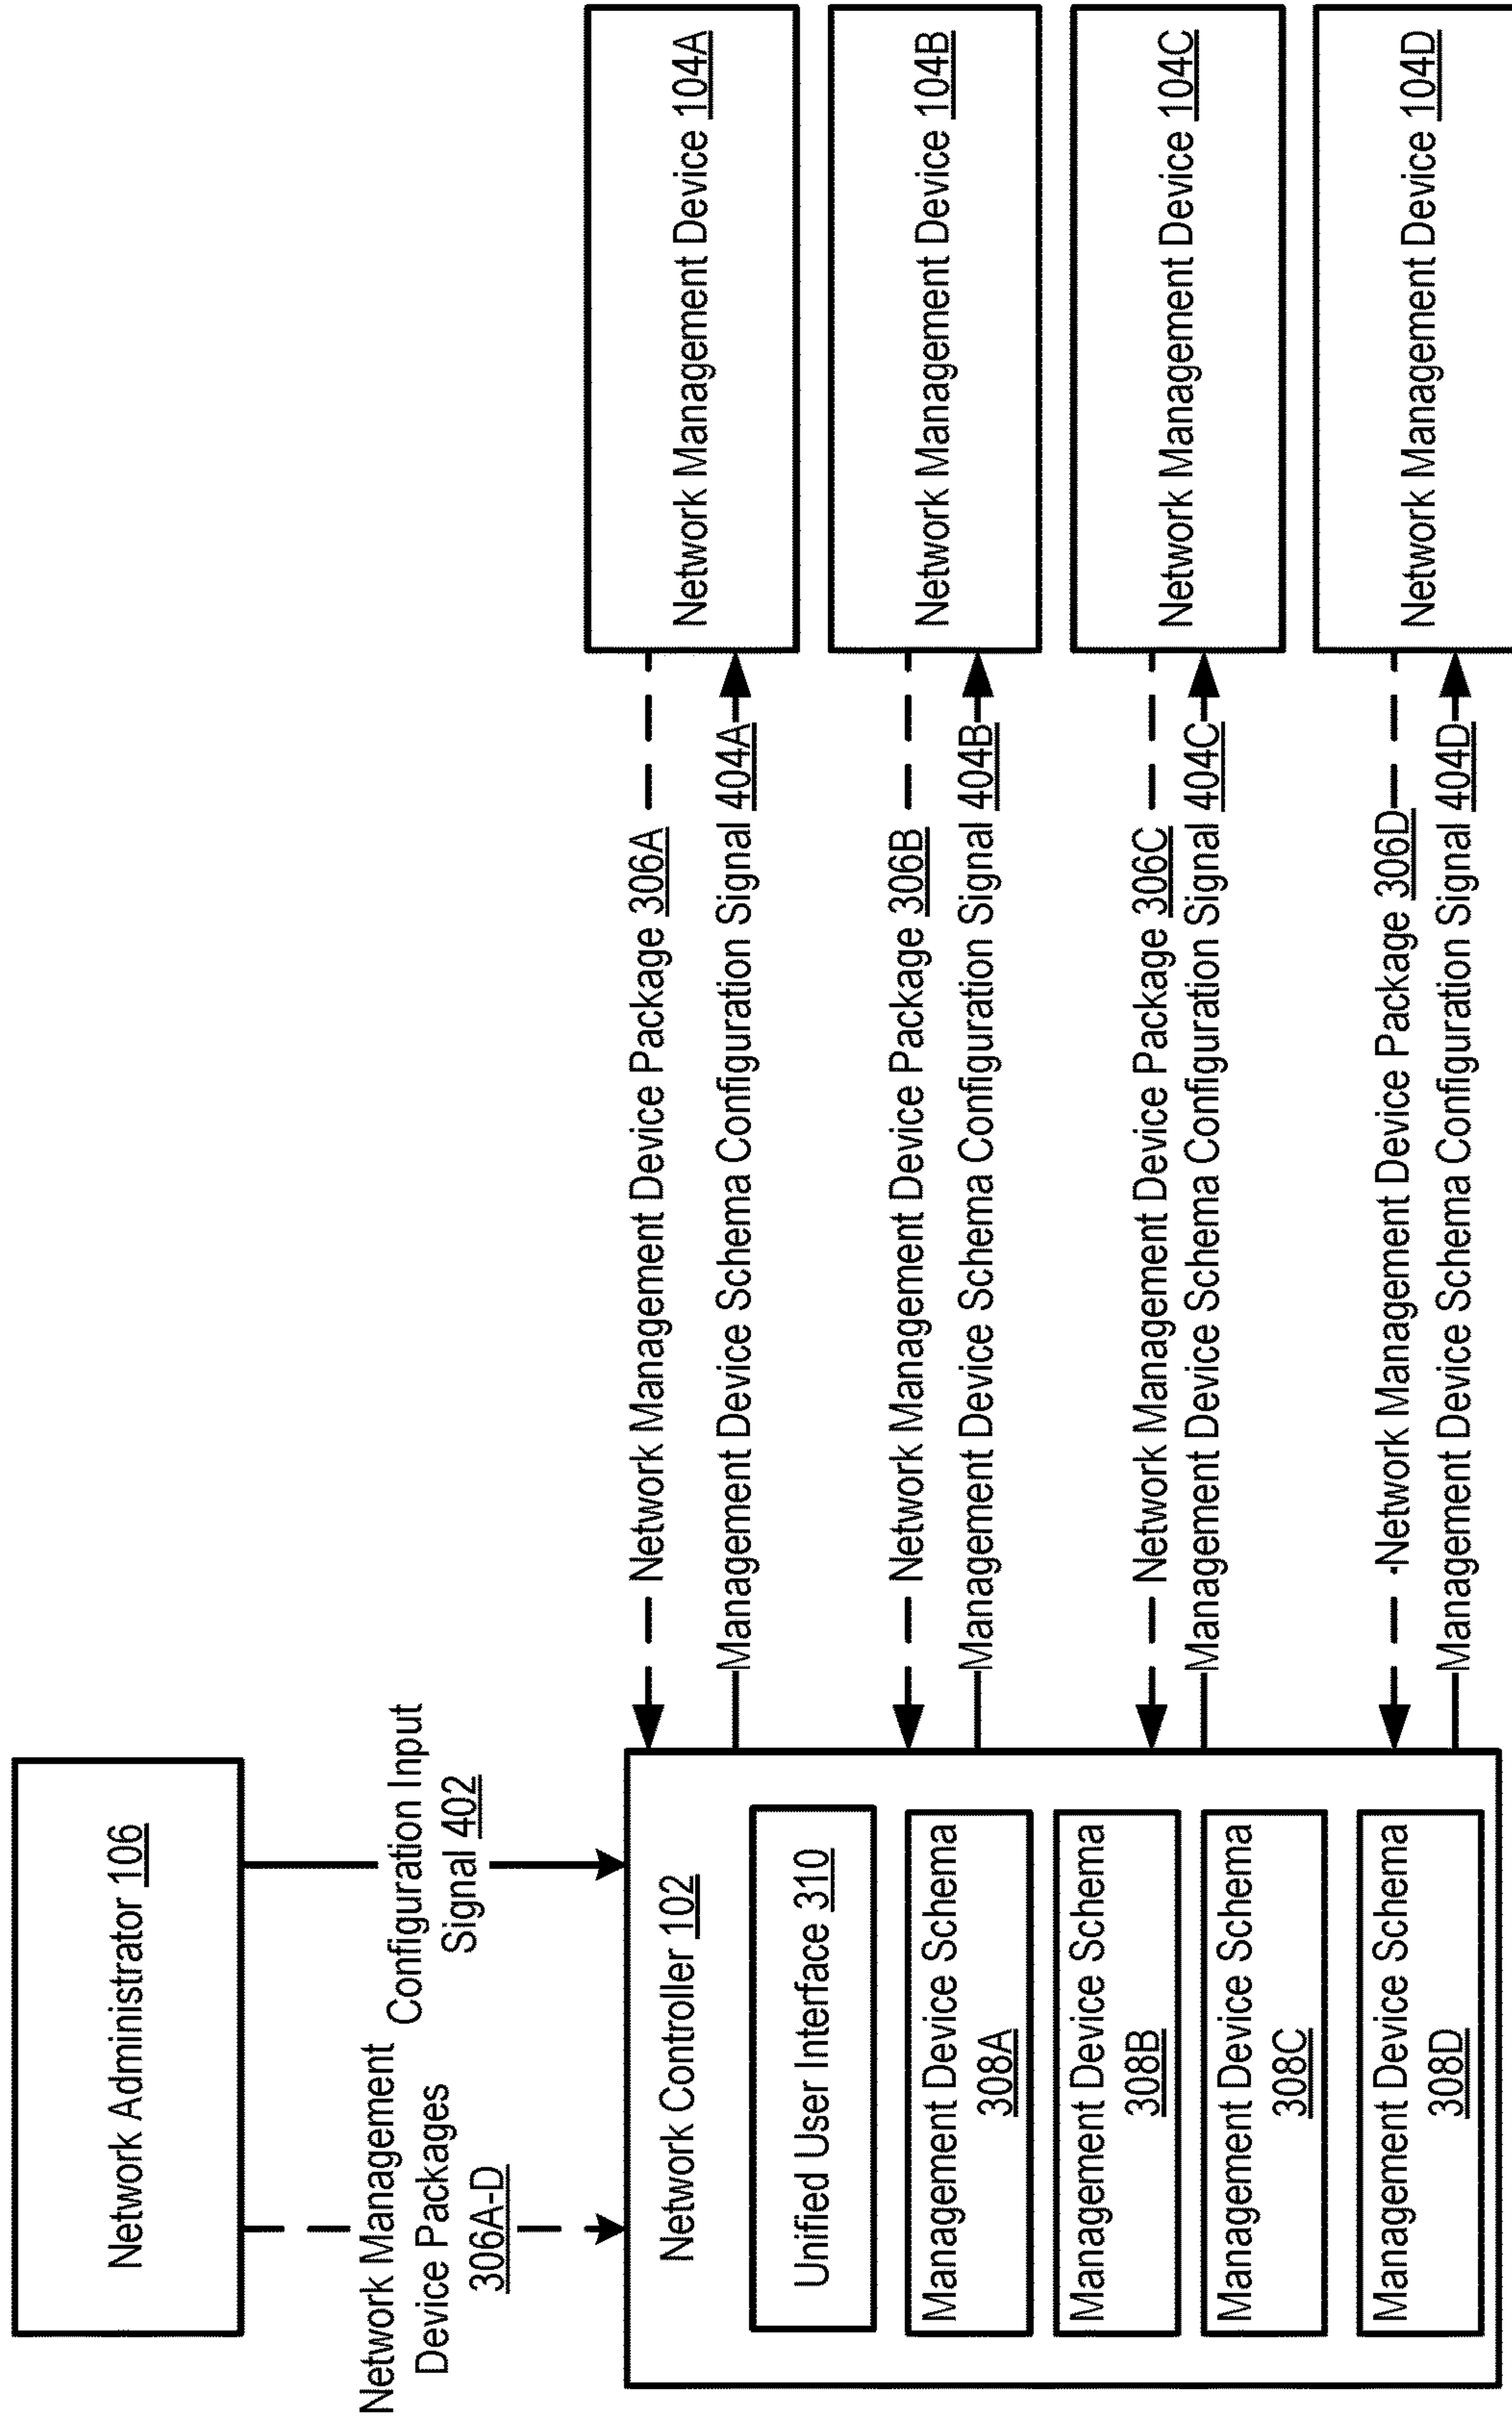 Network Administrator 106
Network Management
Device Packages
306A-D
Configuration Input
Signal 402
Network Controller 102
Unified User Interface 310
Management Device Schema
308A
Management Device Schema
308B
Management Device Schema
308C
Management Device Schema
308D
Network Management Device Package 306A
Management Device Schema Configuration Signal 404A
Network Management Device Package 306B
Management Device Schema Configuration Signal 404B
Network Management Device Package 306C
Management Device Schema Configuration Signal 404C
Network Management Device Package 306D
Management Device Schema Configuration Signal 404D
Network Management Device 104A
Network Management Device 104B
Network Management Device 104C
Network Management Device 104D